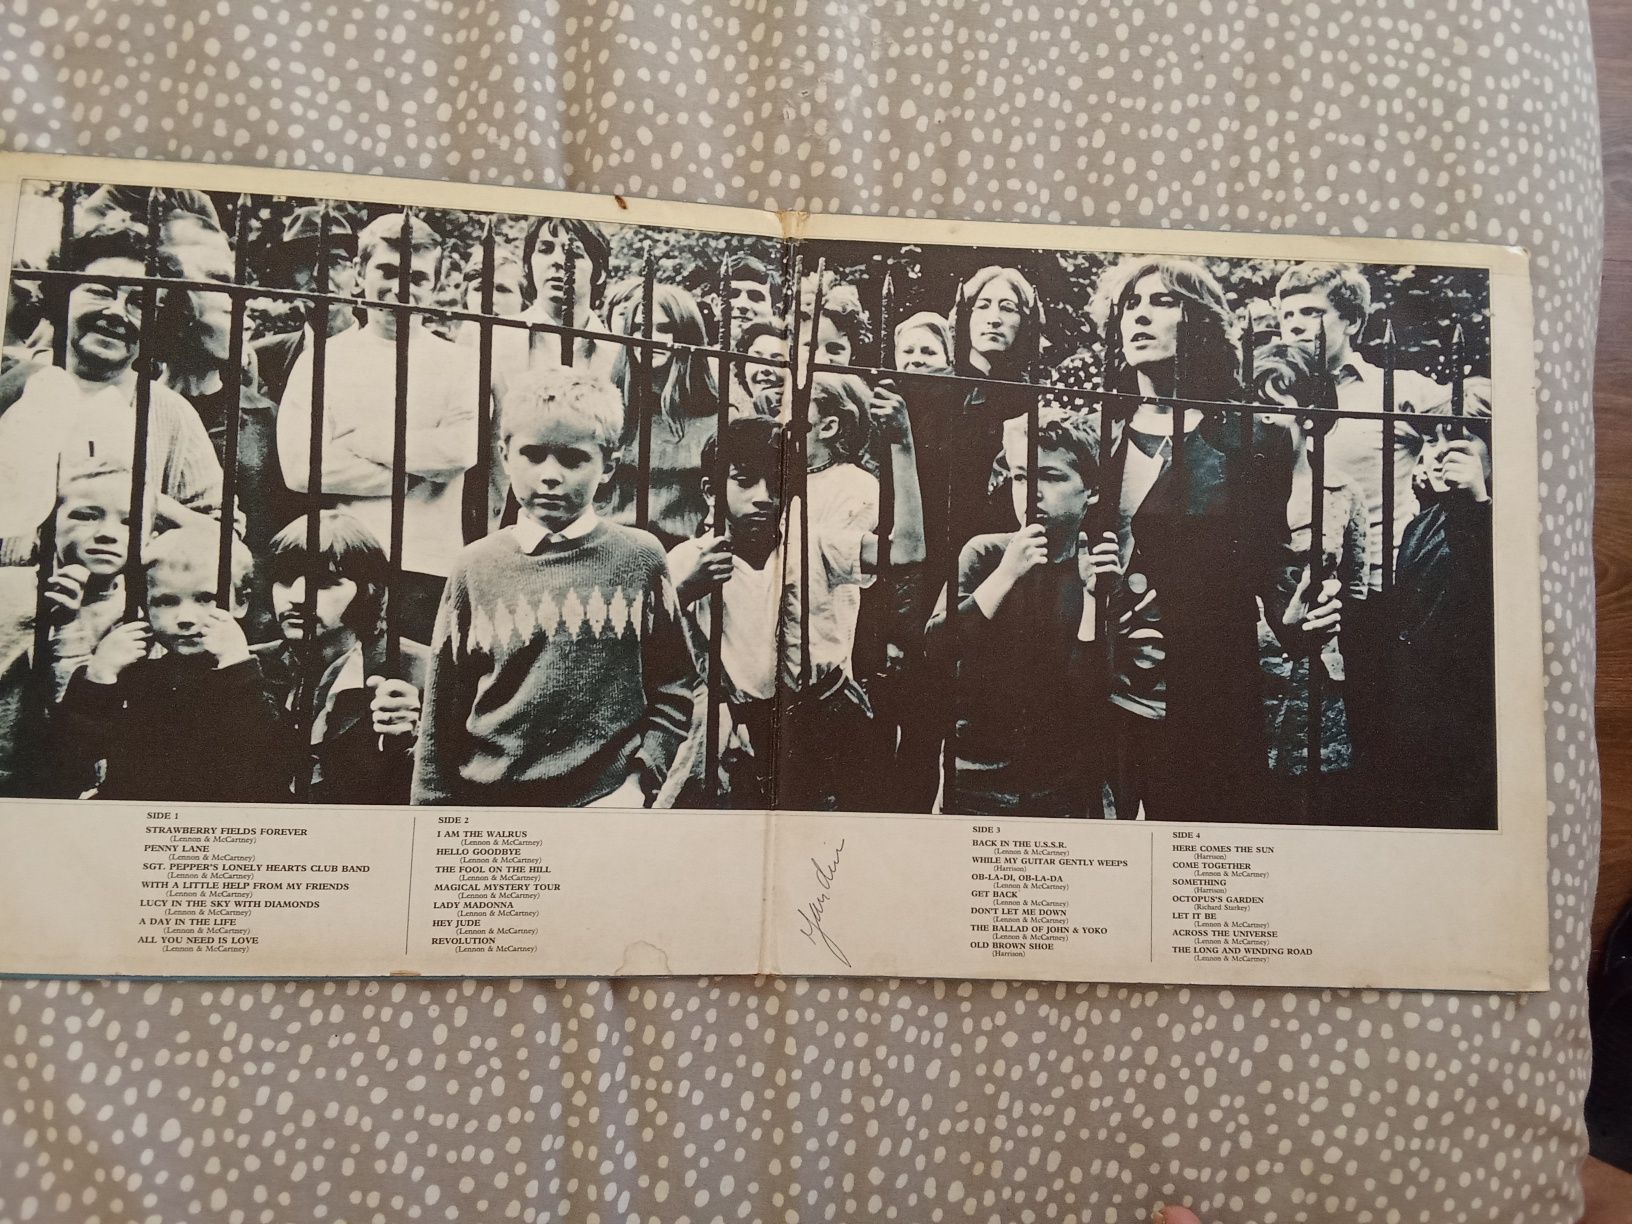 SIDE 1
STRAWBERRY FIELDS FOREVER
(Lennon & McCartney)
PENNY LANE
(Lennon & McCartney)
SGT. PEPPER'S LONELY HEARTS CLUB BAND
(Lennon & McCartney)
WITH A LITTLE HELP FROM MY FRIENDS
(Lennon & McCartney)
LUCY IN THE SKY WITH DIAMONDS
(Lennon & McCartney)
A DAY IN THE LIFE
(Lennon & McCartney)
ALL YOU NEED IS LOVE
(Lennon & McCartney)
SIDE 2
I AM THE WALRUS
(Lennon & McCartney)
HELLO GOODBYE
(Lennon & McCartney)
THE FOOL ON THE HILL
(Lennon & McCartney)
MAGICAL MYSTERY TOUR
(Lennon & McCartney)
LADY MADONNA
(Lennon & McCartney)
HEY JUDE
(Lennon & McCartney)
REVOLUTION
(Lennon & McCartney)
SIDE 3
BACK IN THE U.S.S.R.
(Lennon & McCartney)
WHILE MY GUITAR GENTLY WEEPS
(Harrison)
OB-LA-DI, OB-LA-DA
(Lennon & McCartney)
GET BACK
(Lennon & McCartney)
DON'T LET ME DOWN
(Lennon & McCartney)
THE BALLAD OF JOHN & YOKO
(Lennon & McCartney)
OLD BROWN SHOE
(Harrison)
SIDE 4
HERE COMES THE SUN
(Harrison)
COME TOGETHER
(Lennon & McCartney)
SOMETHING
(Harrison)
OCTOPUS'S GARDEN
(Richard Starkey)
LET IT BE
(Lennon & McCartney)
ACROSS THE UNIVERSE
(Lennon & McCartney)
THE LONG AND WINDING ROAD
(Lennon & McCartney)